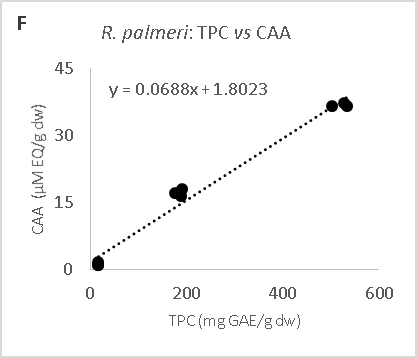 F
R. palmeri: TPC vs CAA
y = 0.0688x + 1.8023
45
30
15
0
CAA (μM EQ/g dw)
0 200 400 600
TPC (mg GAE/g dw)